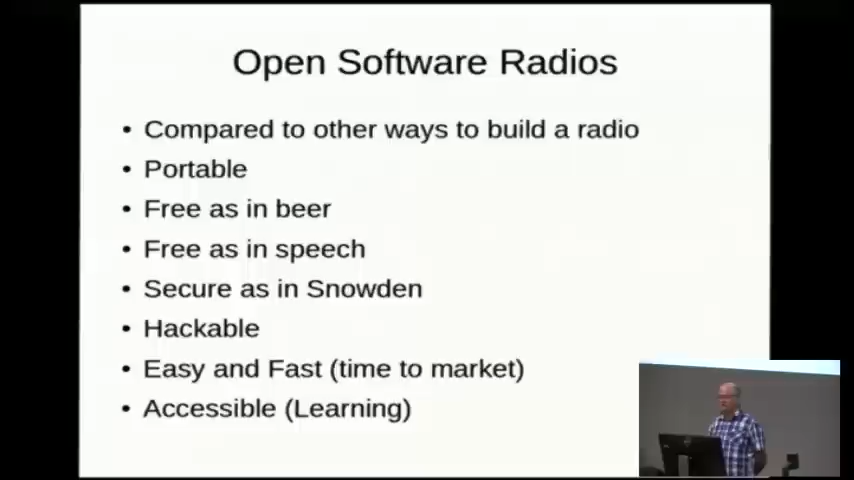 Open Software Radios
• Compared to other ways to build a radio
• Portable
• Free as in beer
• Free as in speech
• Secure as in Snowden
• Hackable
• Easy and Fast (time to market)
• Accessible (Learning)